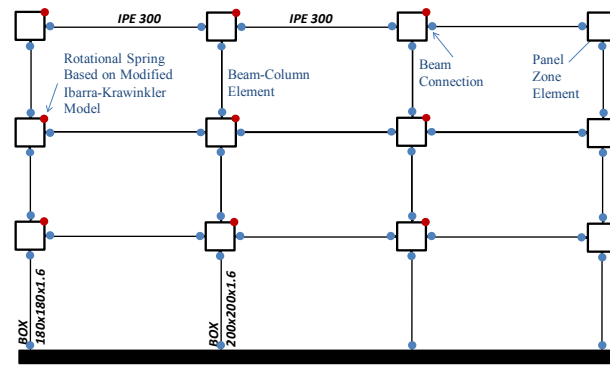 IPE 300
IPE 300
Rotational Spring
Based on Modified
Ibarra-Krawinkler
Model
Beam-Column
Element
Beam
Connection
Panel
Zone
Element
BOX
180x180x1.6
BOX
200x200x1.6